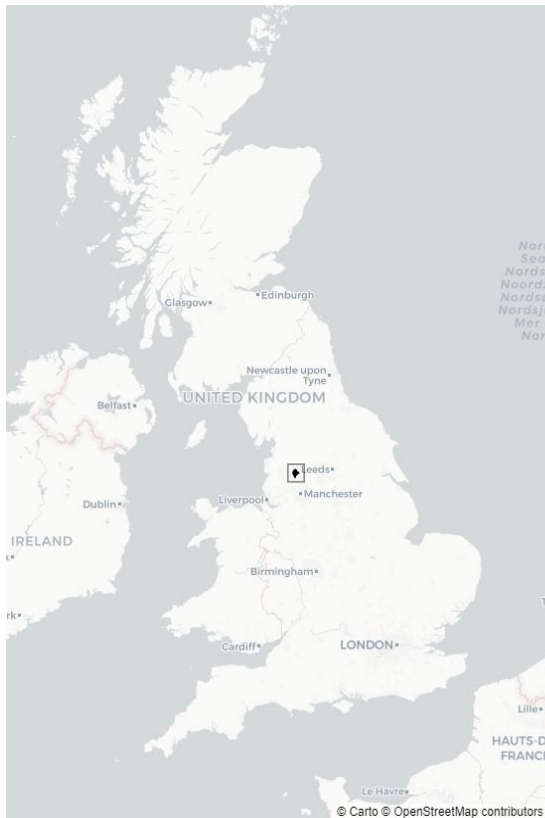 Nor
Sea
Nords
Noord
Nords
Nordsj
Mer
Nor
Glasgow
Edinburgh
Newcastle upon
Tyne
UNITED KINGDOM
Belfast
Leeds
Liverpool
Manchester
Dublin
IRELAND
k
Birmingham
rk
Cardiff
LONDON
Lille
HAUTS-D
FRANC
Le Havre
© Carto © OpenStreetMap contributors